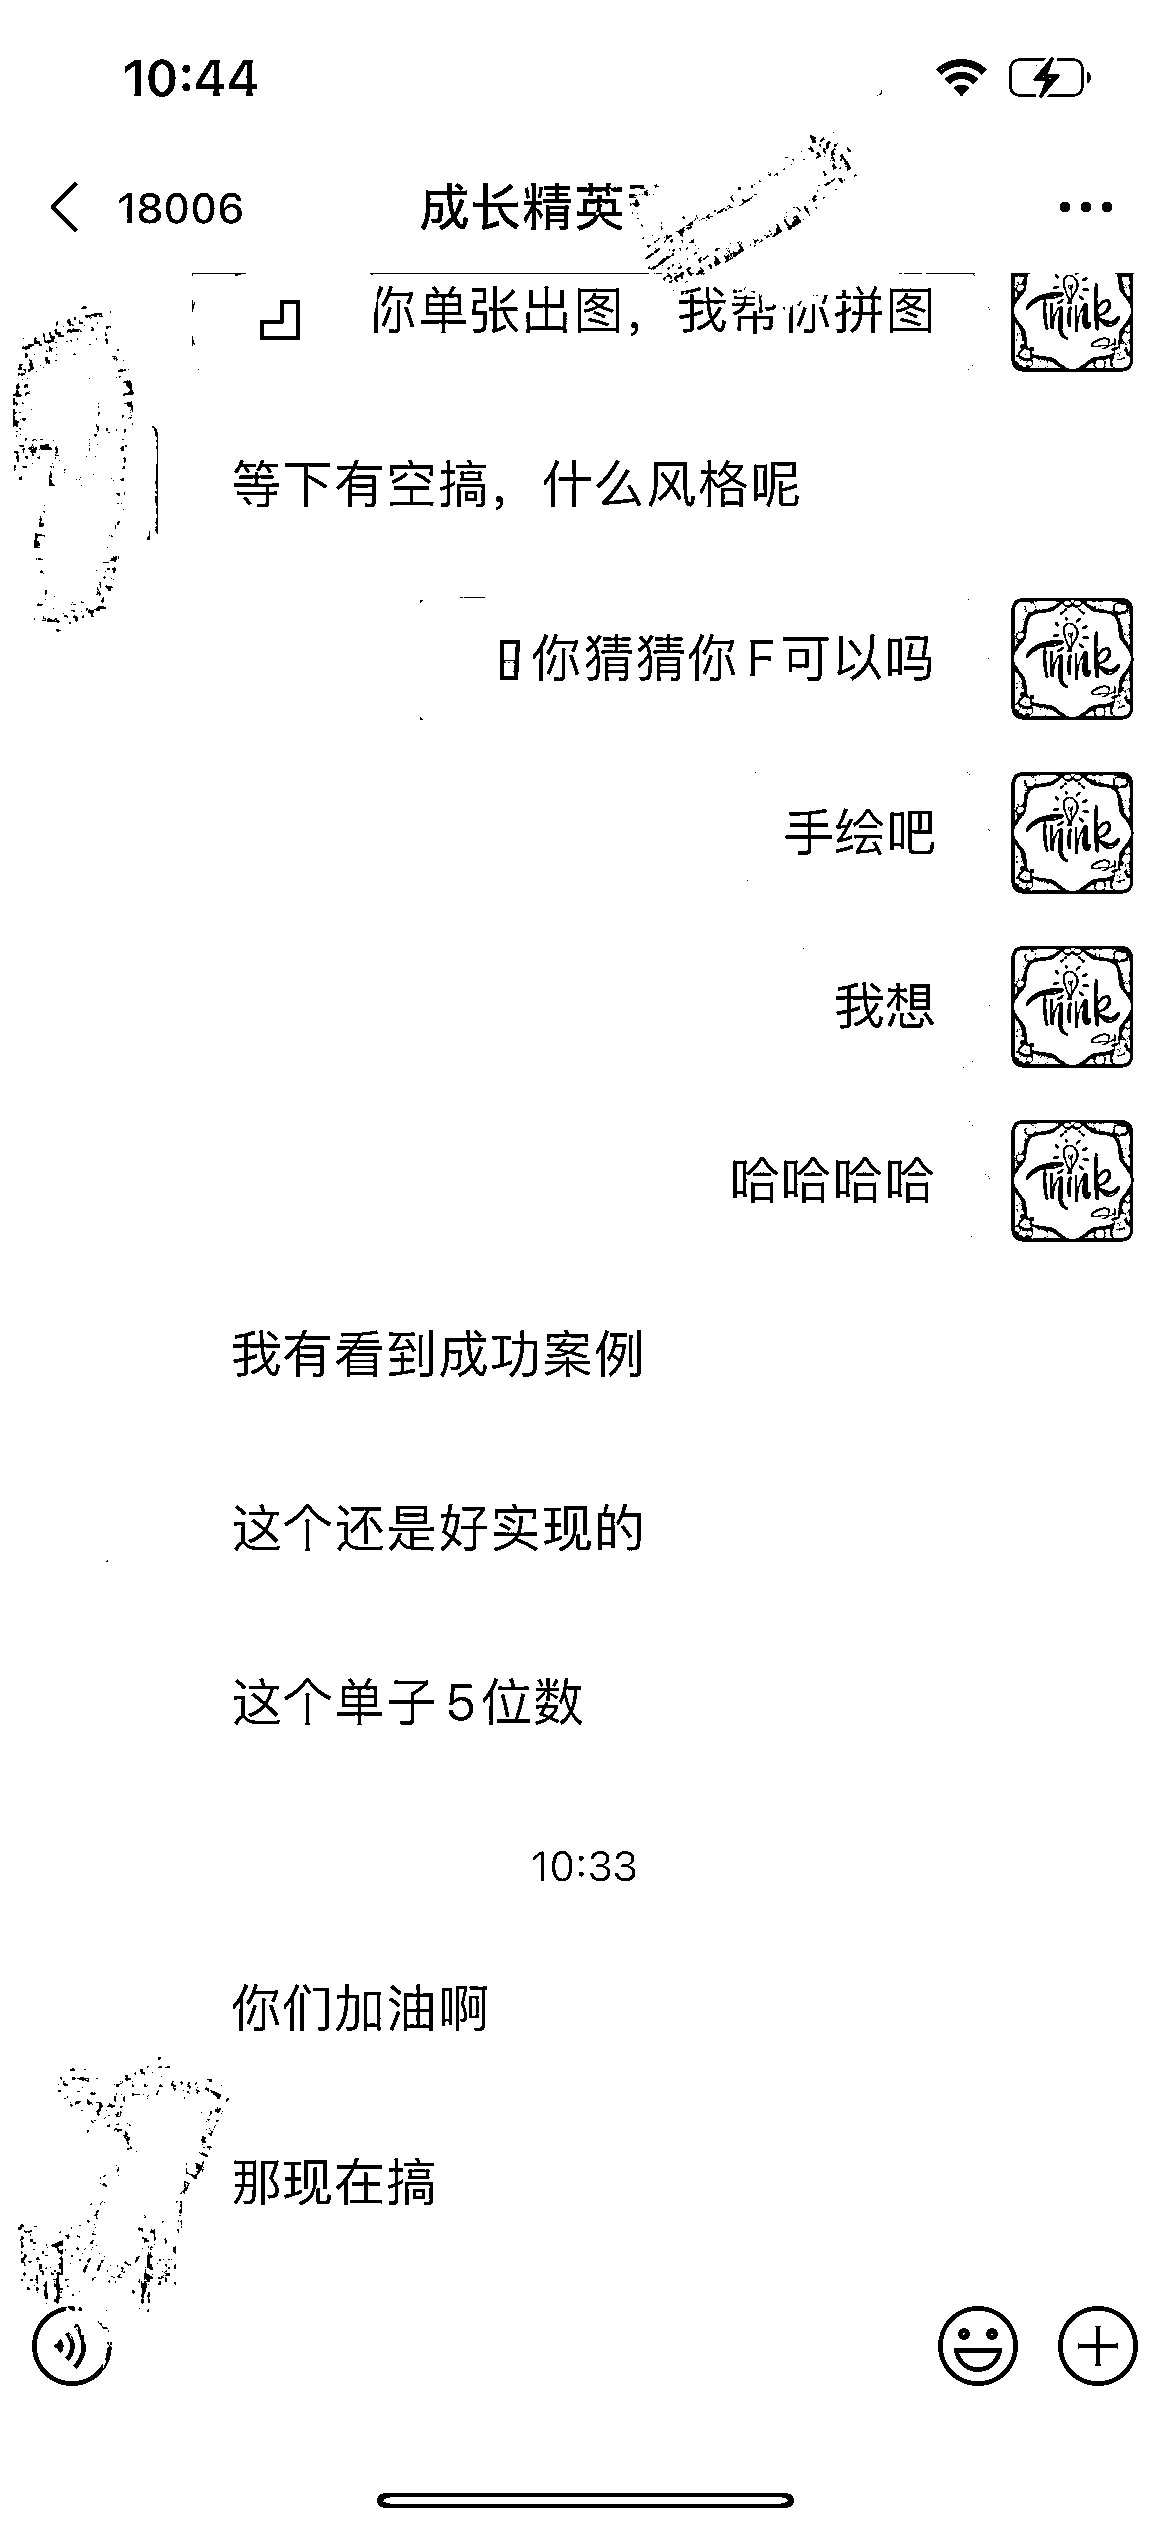 10:44
18006
成长精英
你单张出图，我帮你拼图
Think
等下有空搞，什么风格呢
你猜猜你F可以吗
Think
手绘吧
Think
我想
Think
哈哈哈哈
Think
我有看到成功案例
这个还是好实现的
这个单子5位数
10:33
你们加油啊
那现在搞